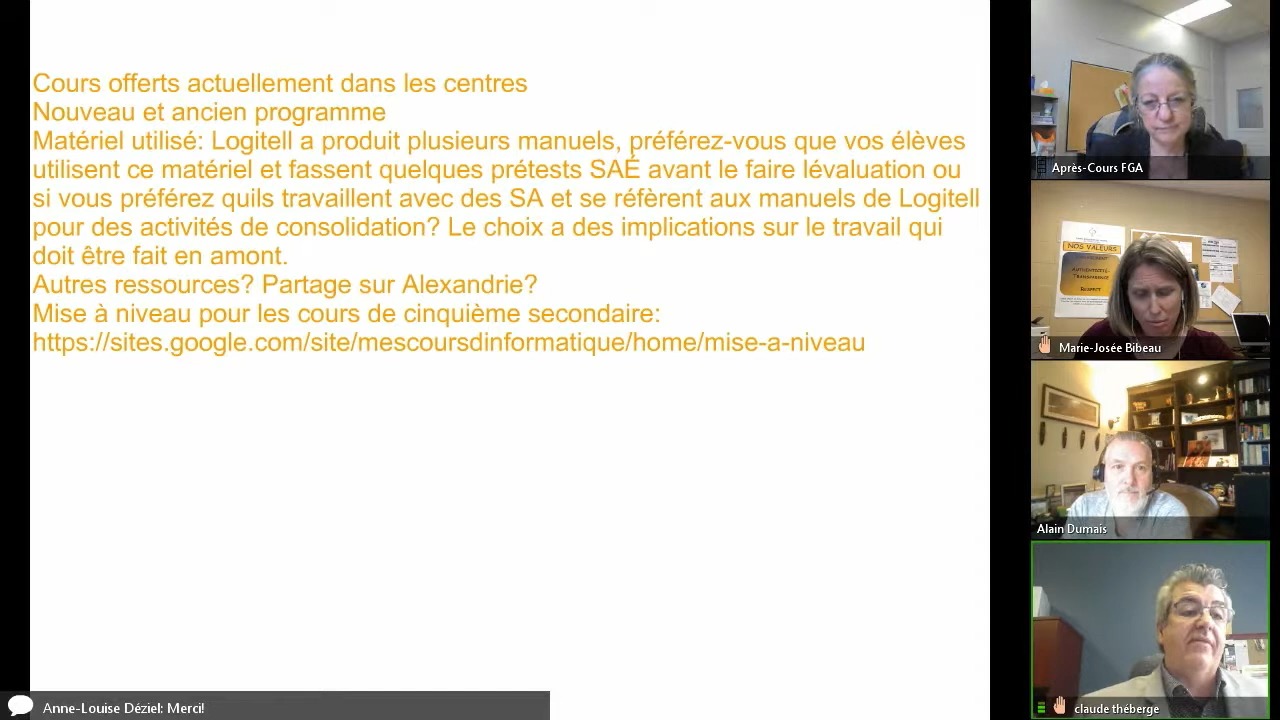 Cours offerts actuellement dans les centres
Nouveau et ancien programme
Matériel utilisé: Logitell a produit plusieurs manuels, préférez-vous que vos élèves
utilisent ce matériel et fassent quelques prétests SAÉ avant le faire lévaluation ou
si vous préférez quils travaillent avec des SA et se réfèrent aux manuels de Logitell
pour des activités de consolidation? Le choix a des implications sur le travail qui
doit être fait en amont.
Autres ressources? Partage sur Alexandrie?
Mise à niveau pour les cours de cinquième secondaire:
https://sites.google.com/site/mescoursdinformatique/home/mise-a-niveau
Après-Cours FGA
NOS VALEURS
Marie-Josée Bibeau
Alain Dumais
claude théberge
Anne-Louise Déziel: Merci!